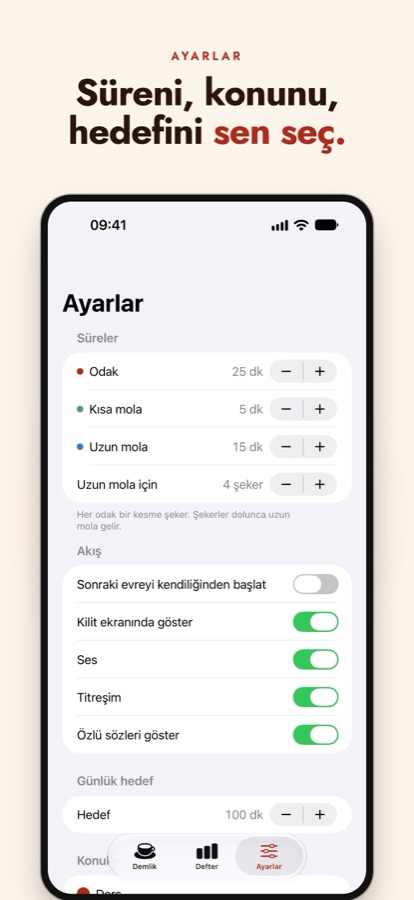 AYARLAR
Süreni, konunu,
hedefini sen seç.
09:41
Ayarlar
Süreler
Odak 25 dk − +
Kısa mola 5 dk − +
Uzun mola 15 dk − +
Uzun mola için 4 şeker − +
Her odak bir kesme şeker. Şekerler dolunca uzun
mola gelir.
Akış
Sonraki evreyi kendiliğinden başlat
Kilit ekranında göster
Ses
Titreşim
Özlü sözleri göster
Günlük hedef
Hedef 100 dk − +
Demlik Defter Ayarlar